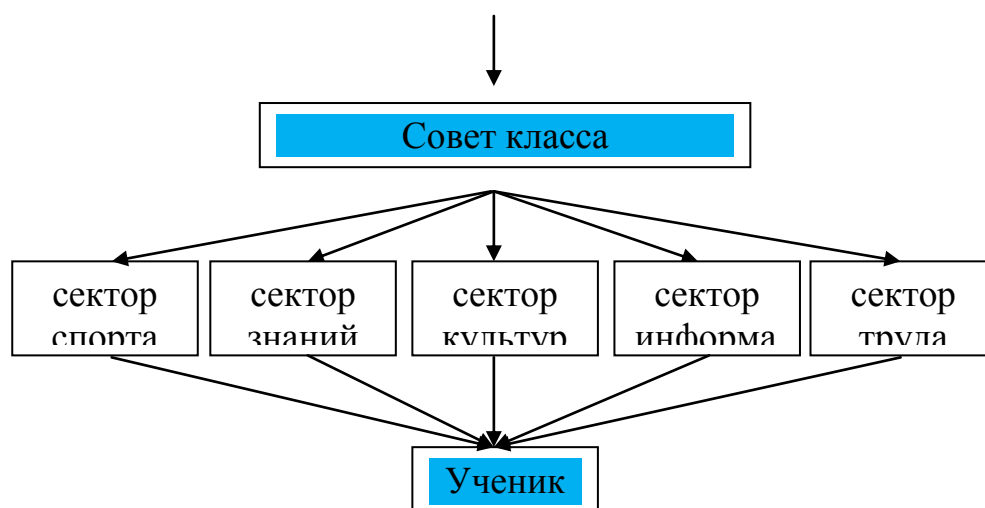 Совет класса
сектор спорта
сектор знаний
сектор культур
сектор информа
сектор труда
Ученик